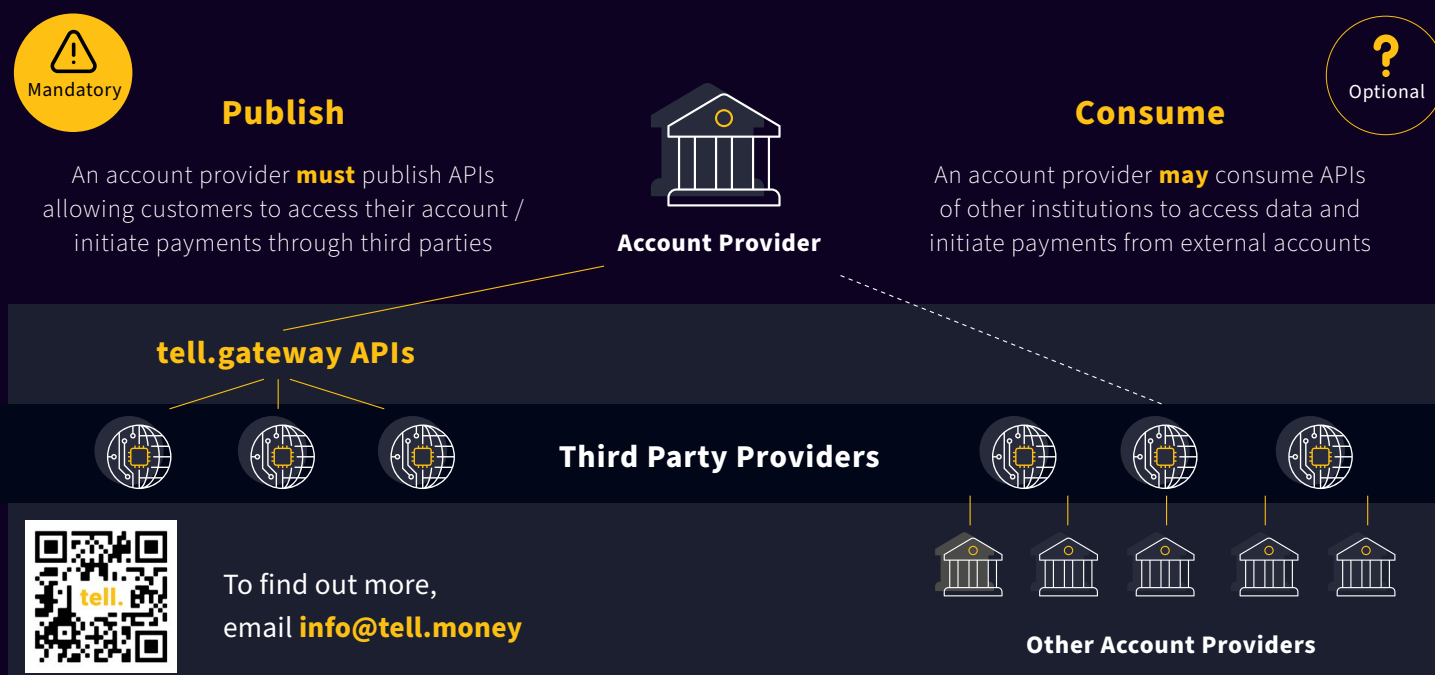 Mandatory
Publish
An account provider must publish APIs
allowing customers to access their account /
initiate payments through third parties
Account Provider
Optional
Consume
An account provider may consume APIs
of other institutions to access data and
initiate payments from external accounts
tell.gateway APIs
Third Party Providers
tell.
To find out more,
email info@tell.money
Other Account Providers